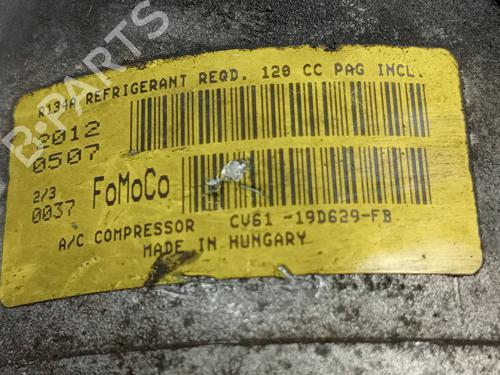 R134A REFRIGERANT REQD. 120 CC PAG INCL.
2012
0507
2/3
0037
FoMoCo
A/C COMPRESSOR CV61 -19D629-FB
MADE IN HUNGARY
B-PARTS